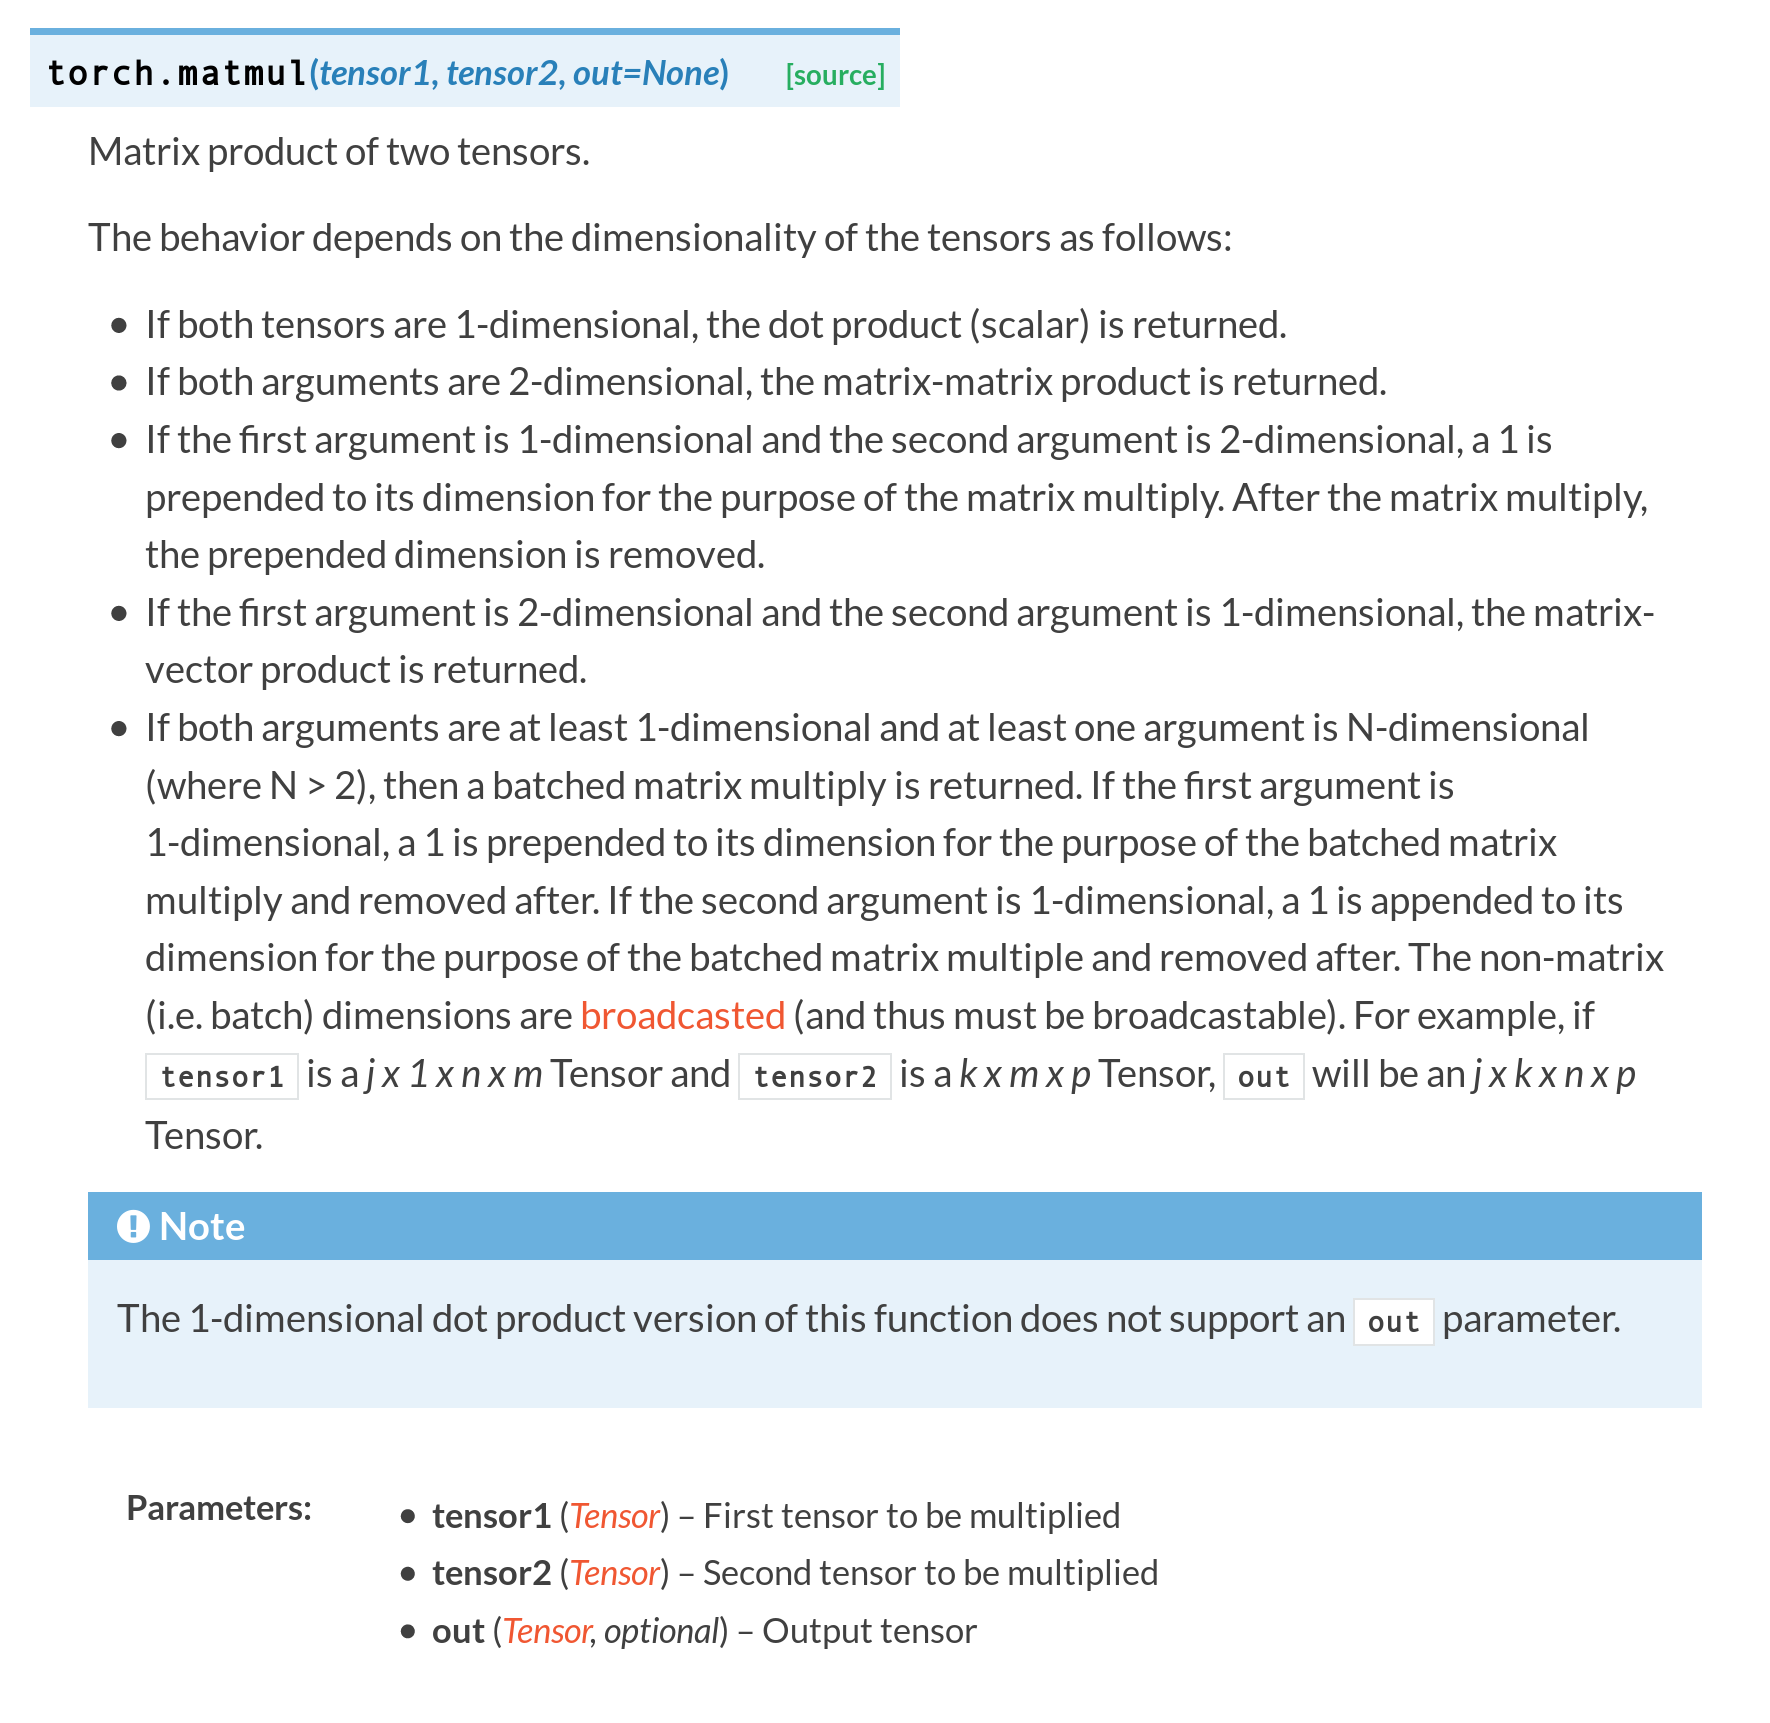 torch.matmul(tensor1, tensor2, out=None) [source]
Matrix product of two tensors.
The behavior depends on the dimensionality of the tensors as follows:
• If both tensors are 1-dimensional, the dot product (scalar) is returned.
• If both arguments are 2-dimensional, the matrix-matrix product is returned.
• If the first argument is 1-dimensional and the second argument is 2-dimensional, a 1 is
prepended to its dimension for the purpose of the matrix multiply. After the matrix multiply,
the prepended dimension is removed.
• If the first argument is 2-dimensional and the second argument is 1-dimensional, the matrix-
vector product is returned.
• If both arguments are at least 1-dimensional and at least one argument is N-dimensional
(where N > 2), then a batched matrix multiply is returned. If the first argument is
1-dimensional, a 1 is prepended to its dimension for the purpose of the batched matrix
multiply and removed after. If the second argument is 1-dimensional, a 1 is appended to its
dimension for the purpose of the batched matrix multiple and removed after. The non-matrix
(i.e. batch) dimensions are broadcasted (and thus must be broadcastable). For example, if
tensor1 is a j x 1 x n x m Tensor and tensor2 is a k x m x p Tensor, out will be an j x k x n x p
Tensor.
Note
The 1-dimensional dot product version of this function does not support an out parameter.
Parameters:
• tensor1 (Tensor) – First tensor to be multiplied
• tensor2 (Tensor) – Second tensor to be multiplied
• out (Tensor, optional) – Output tensor